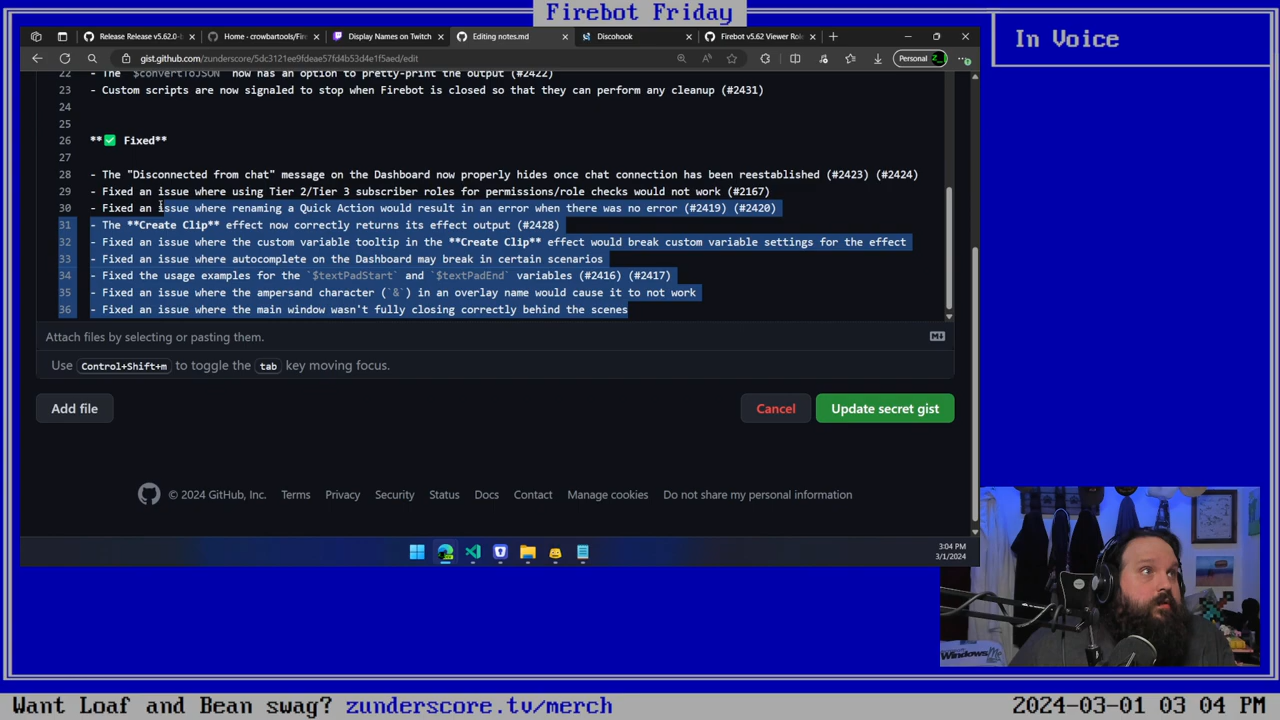 Firebot Friday
In Voice
Release Release v5.62.0-b
Home · crowbartools/Fire
Display Names on Twitch
Editing notes.md
Discohook
Firebot v5.62 Viewer Role
gist.github.com/zunderscore/5dc3121ee9fdeae57fd4b53d4e1f5aed/edit
Personal
22 - The `$convertToJSON` now has an option to pretty-print the output (#2422)
23 - Custom scripts are now signaled to stop when Firebot is closed so that they can perform any cleanup (#2431)
24
25
26 **✅ Fixed**
27
28 - The "Disconnected from chat" message on the Dashboard now properly hides once chat connection has been reestablished (#2423) (#2424)
29 - Fixed an issue where using Tier 2/Tier 3 subscriber roles for permissions/role checks would not work (#2167)
30 - Fixed an issue where renaming a Quick Action would result in an error when there was no error (#2419) (#2420)
31 - The **Create Clip** effect now correctly returns its effect output (#2428)
32 - Fixed an issue where the custom variable tooltip in the **Create Clip** effect would break custom variable settings for the effect
33 - Fixed an issue where autocomplete on the Dashboard may break in certain scenarios
34 - Fixed the usage examples for the `$textPadStart` and `$textPadEnd` variables (#2416) (#2417)
35 - Fixed an issue where the ampersand character (`&`) in an overlay name would cause it to not work
36 - Fixed an issue where the main window wasn't fully closing correctly behind the scenes
Attach files by selecting or pasting them.
Use Control+Shift+m to toggle the tab key moving focus.
Add file
Cancel
Update secret gist
© 2024 GitHub, Inc. Terms Privacy Security Status Docs Contact Manage cookies Do not share my personal information
3:04 PM
3/1/2024
Windows
Want Loaf and Bean swag? zunderscore.tv/merch
2024-03-01 03 04 PM